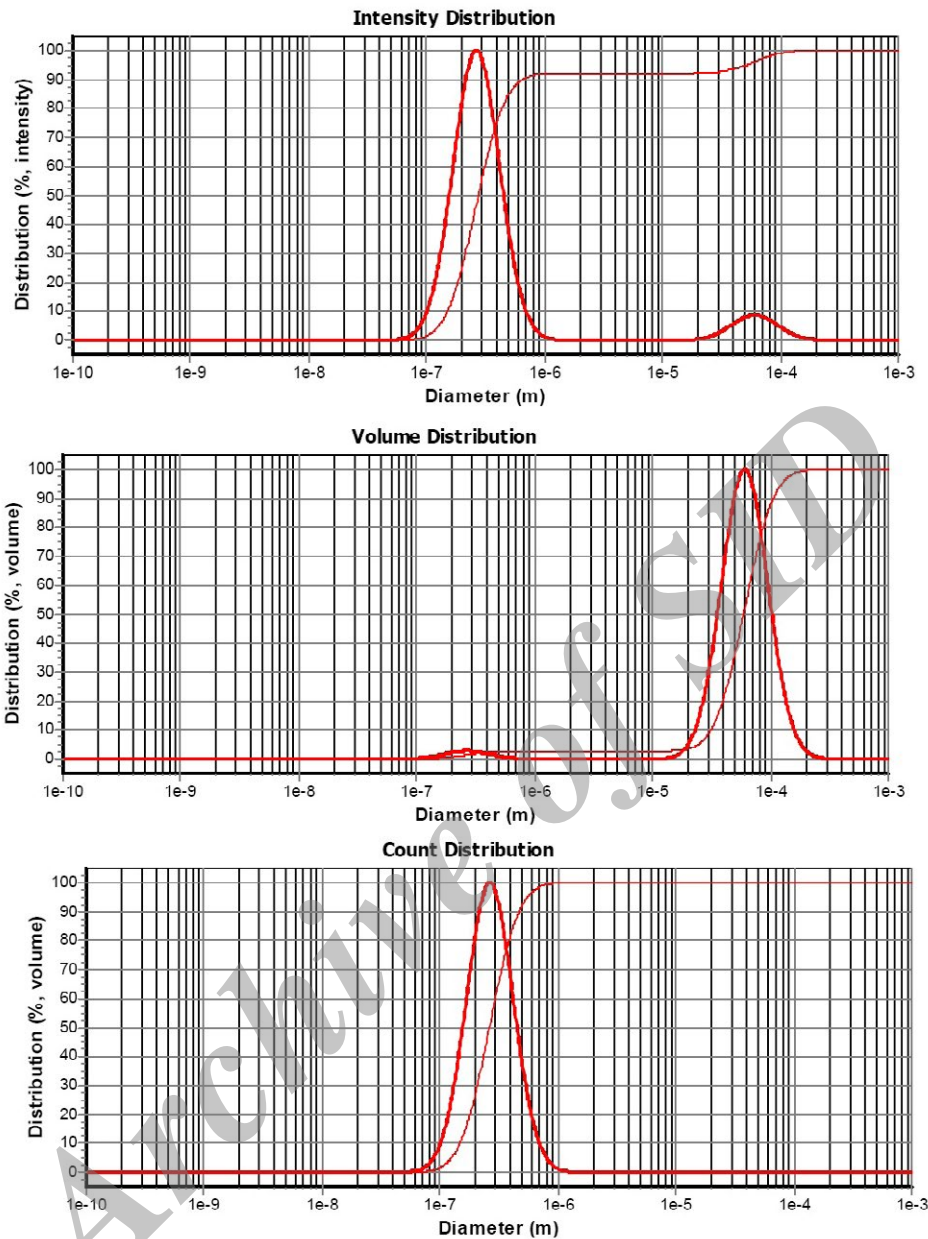 Intensity Distribution
Distribution (%, intensity)
100
90
80
70
60
50
40
30
20
10
0
1e-10 1e-9 1e-8 1e-7 1e-6 1e-5 1e-4 1e-3
Diameter (m)
Volume Distribution
Distribution (%, volume)
100
90
80
70
60
50
40
30
20
10
0
1e-10 1e-9 1e-8 1e-7 1e-6 1e-5 1e-4 1e-3
Diameter (m)
Count Distribution
Distribution (%, volume)
100
90
80
70
60
50
40
30
20
10
0
1e-10 1e-9 1e-8 1e-7 1e-6 1e-5 1e-4 1e-3
Diameter (m)
Archive of SID